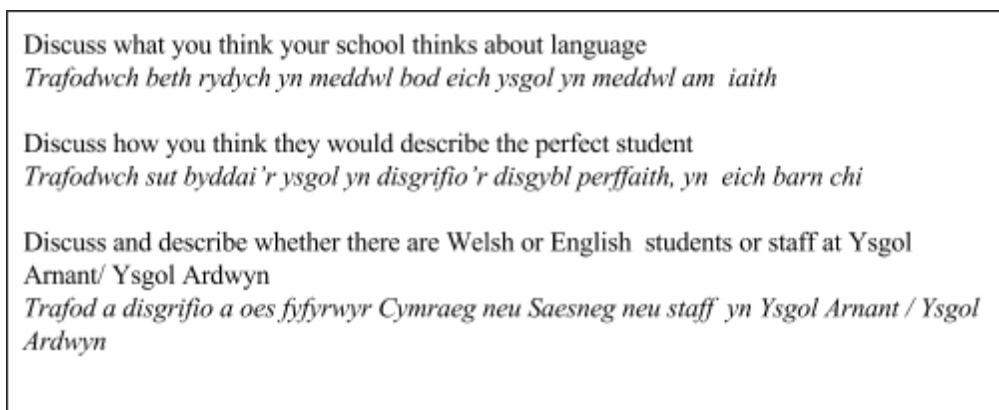 Discuss what you think your school thinks about language
Trafodwch beth rydych yn meddwl bod eich ysgol yn meddwl am iaith
Discuss how you think they would describe the perfect student
Trafodwch sut byddai'r ysgol yn disgrifio'r disgybl perffaith, yn eich barn chi
Discuss and describe whether there are Welsh or English students or staff at Ysgol
Arnant/ Ysgol Ardwyn
Trafod a disgrifio a oes fyfyrwyr Cymraeg neu Saesneg neu staff yn Ysgol Arnant / Ysgol
Ardwyn